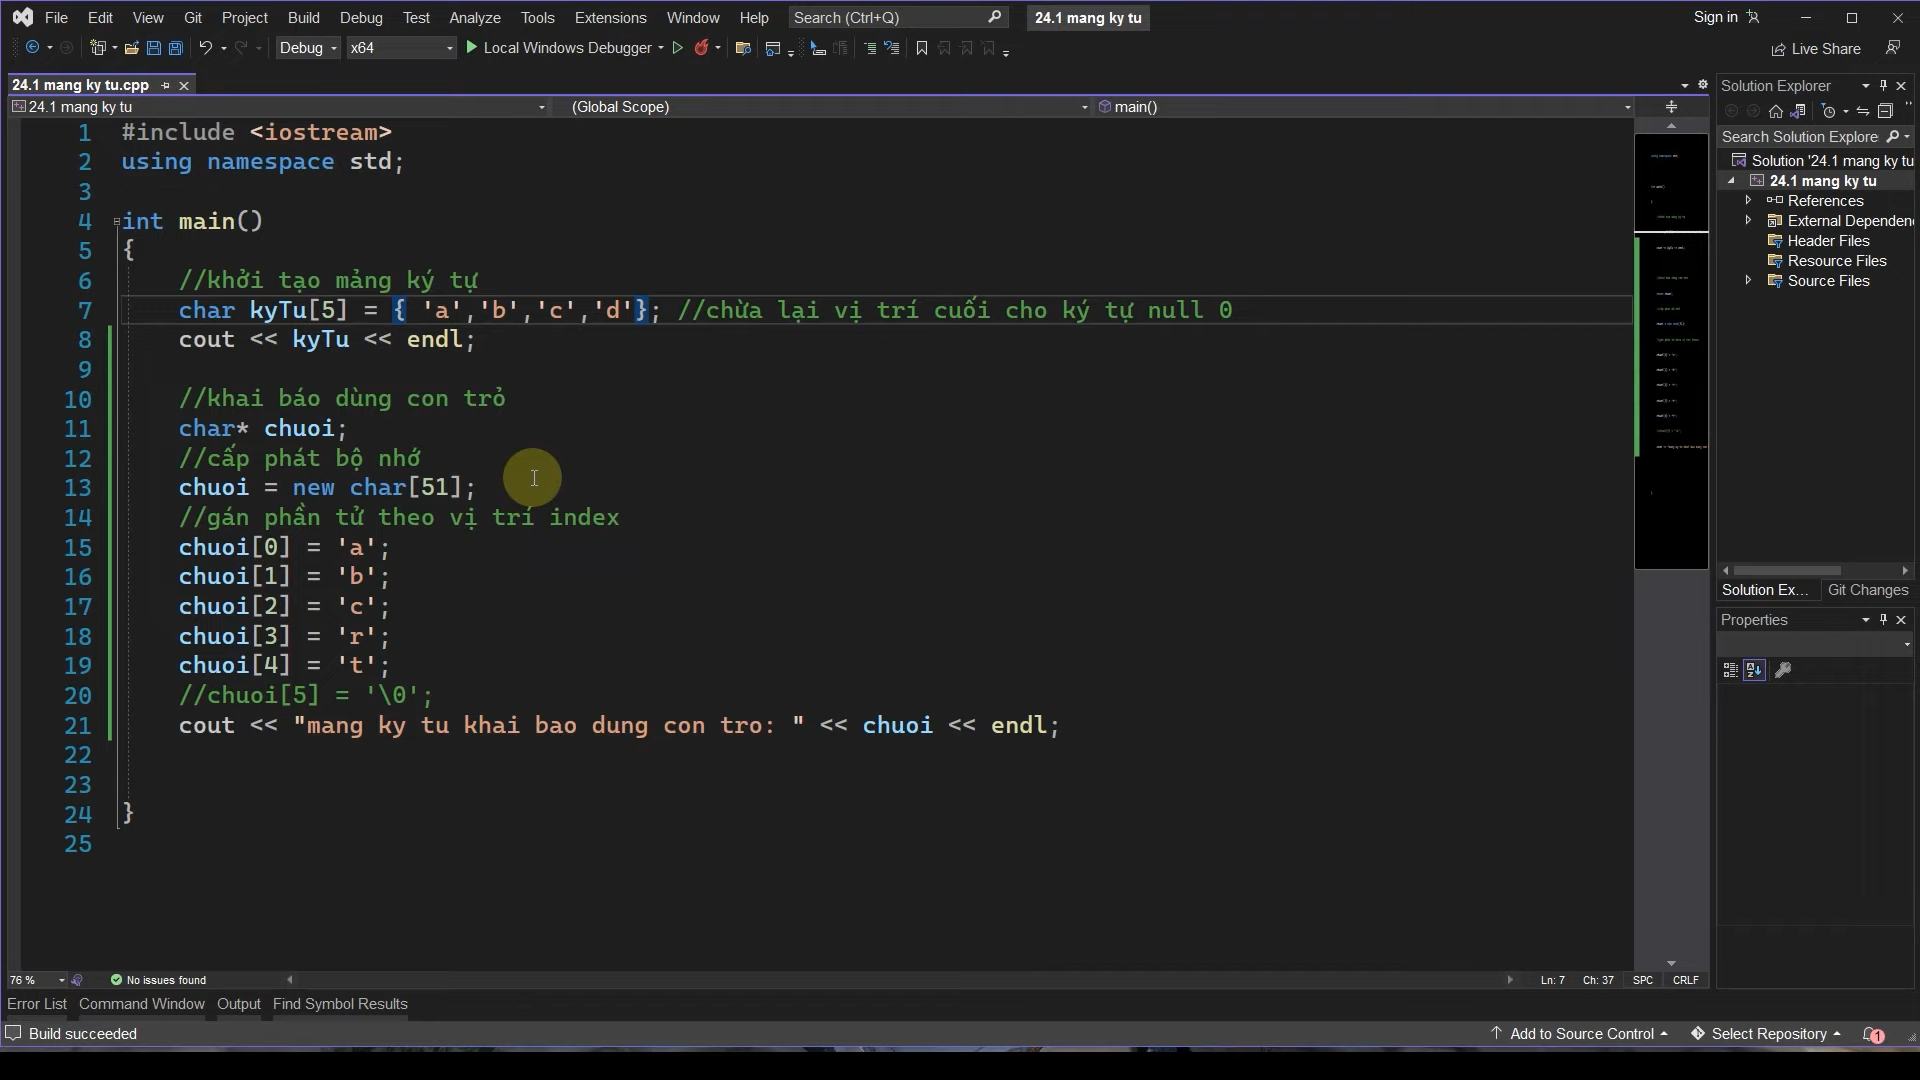 File Edit View Git Project Build Debug Test Analyze Tools Extensions Window Help Search (Ctrl+Q) 24.1 mang ky tu Sign in
Debug x64 Local Windows Debugger Live Share
24.1 mang ky tu.cpp
24.1 mang ky tu (Global Scope) main()
1 #include <iostream>
2 using namespace std;
3
4 int main()
5 {
6 //khởi tạo mảng ký tự
7 char kyTu[5] = { 'a','b','c','d'}; //chừa lại vị trí cuối cho ký tự null 0
8 cout << kyTu << endl;
9
10 //khai báo dùng con trỏ
11 char* chuoi;
12 //cấp phát bộ nhớ
13 chuoi = new char[51];
14 //gán phần tử theo vị trí index
15 chuoi[0] = 'a';
16 chuoi[1] = 'b';
17 chuoi[2] = 'c';
18 chuoi[3] = 'r';
19 chuoi[4] = 't';
20 //chuoi[5] = '\0';
21 cout << "mang ky tu khai bao dung con tro: " << chuoi << endl;
22
23
24 }
25
Solution Explorer
Search Solution Explore
Solution '24.1 mang ky tu
24.1 mang ky tu
References
External Dependen
Header Files
Resource Files
Source Files
Solution Ex... Git Changes
Properties
76 % No issues found Ln: 7 Ch: 37 SPC CRLF
Error List Command Window Output Find Symbol Results
Build succeeded Add to Source Control Select Repository 1